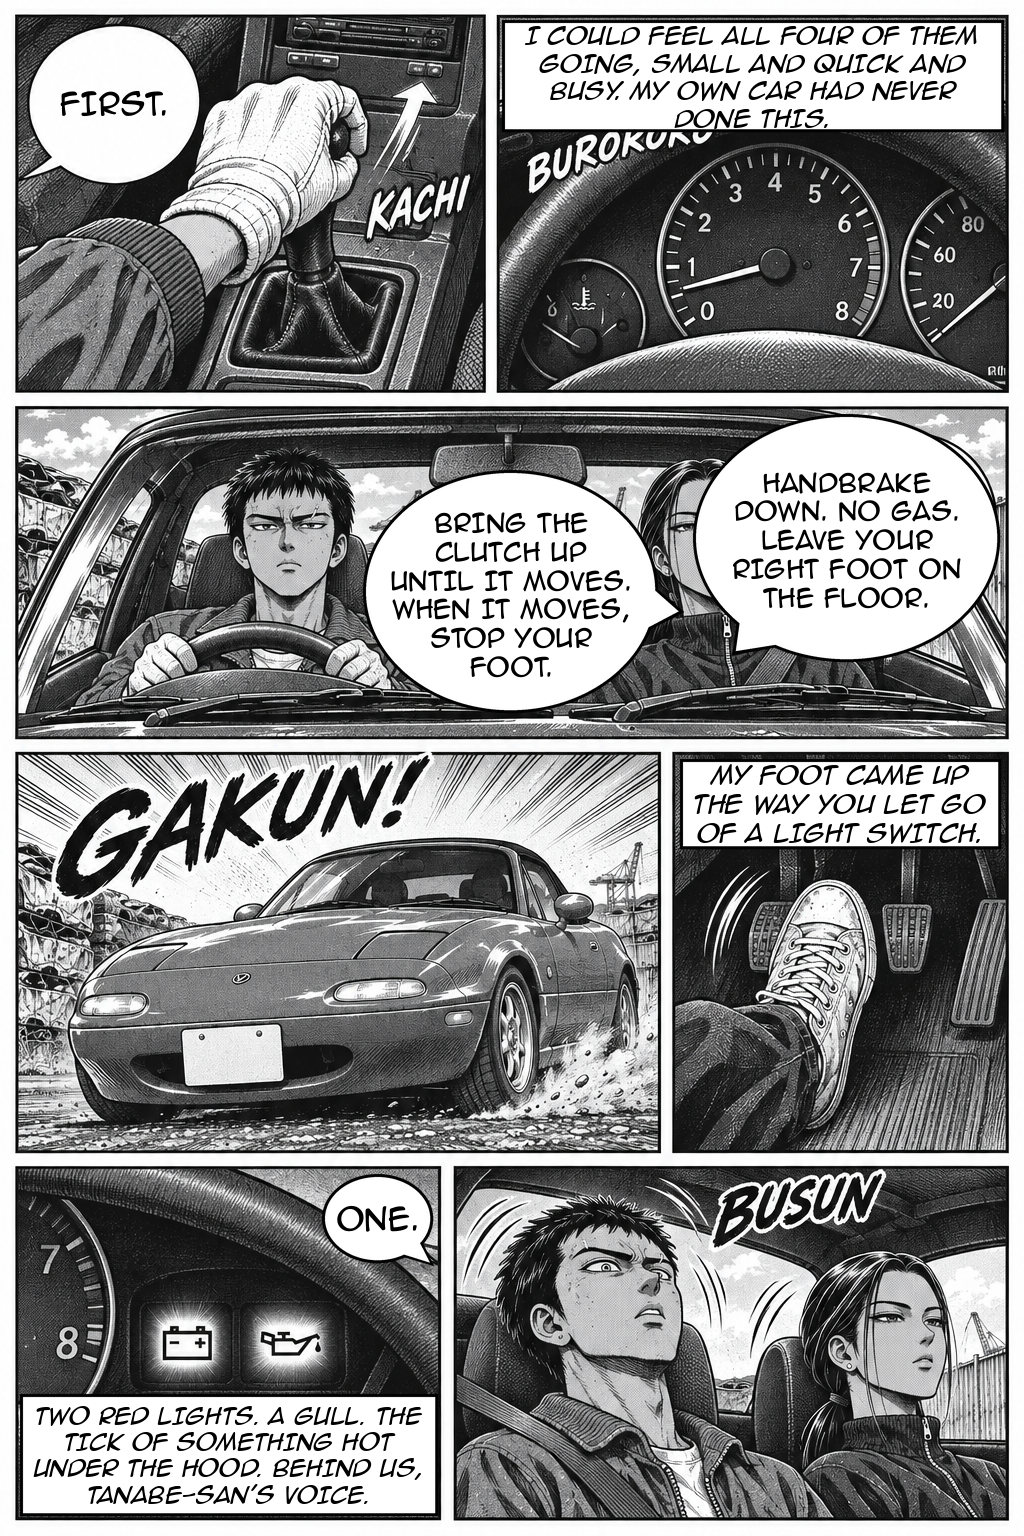 FIRST.
KACHI
I COULD FEEL ALL FOUR OF THEM
GOING, SMALL AND QUICK AND
BUSY. MY OWN CAR HAD NEVER
DONE THIS.
BUROKORO
0
1
2
3
4
5
6
7
8
20
60
80
BRING THE
CLUTCH UP
UNTIL IT MOVES.
WHEN IT MOVES,
STOP YOUR
FOOT.
HANDBRAKE
DOWN. NO GAS.
LEAVE YOUR
RIGHT FOOT ON
THE FLOOR.
GAKUN!
MY FOOT CAME UP
THE WAY YOU LET GO
OF A LIGHT SWITCH.
7
8
ONE.
TWO RED LIGHTS. A GULL. THE
TICK OF SOMETHING HOT
UNDER THE HOOD. BEHIND US,
TANABE-SAN'S VOICE.
BUSUN